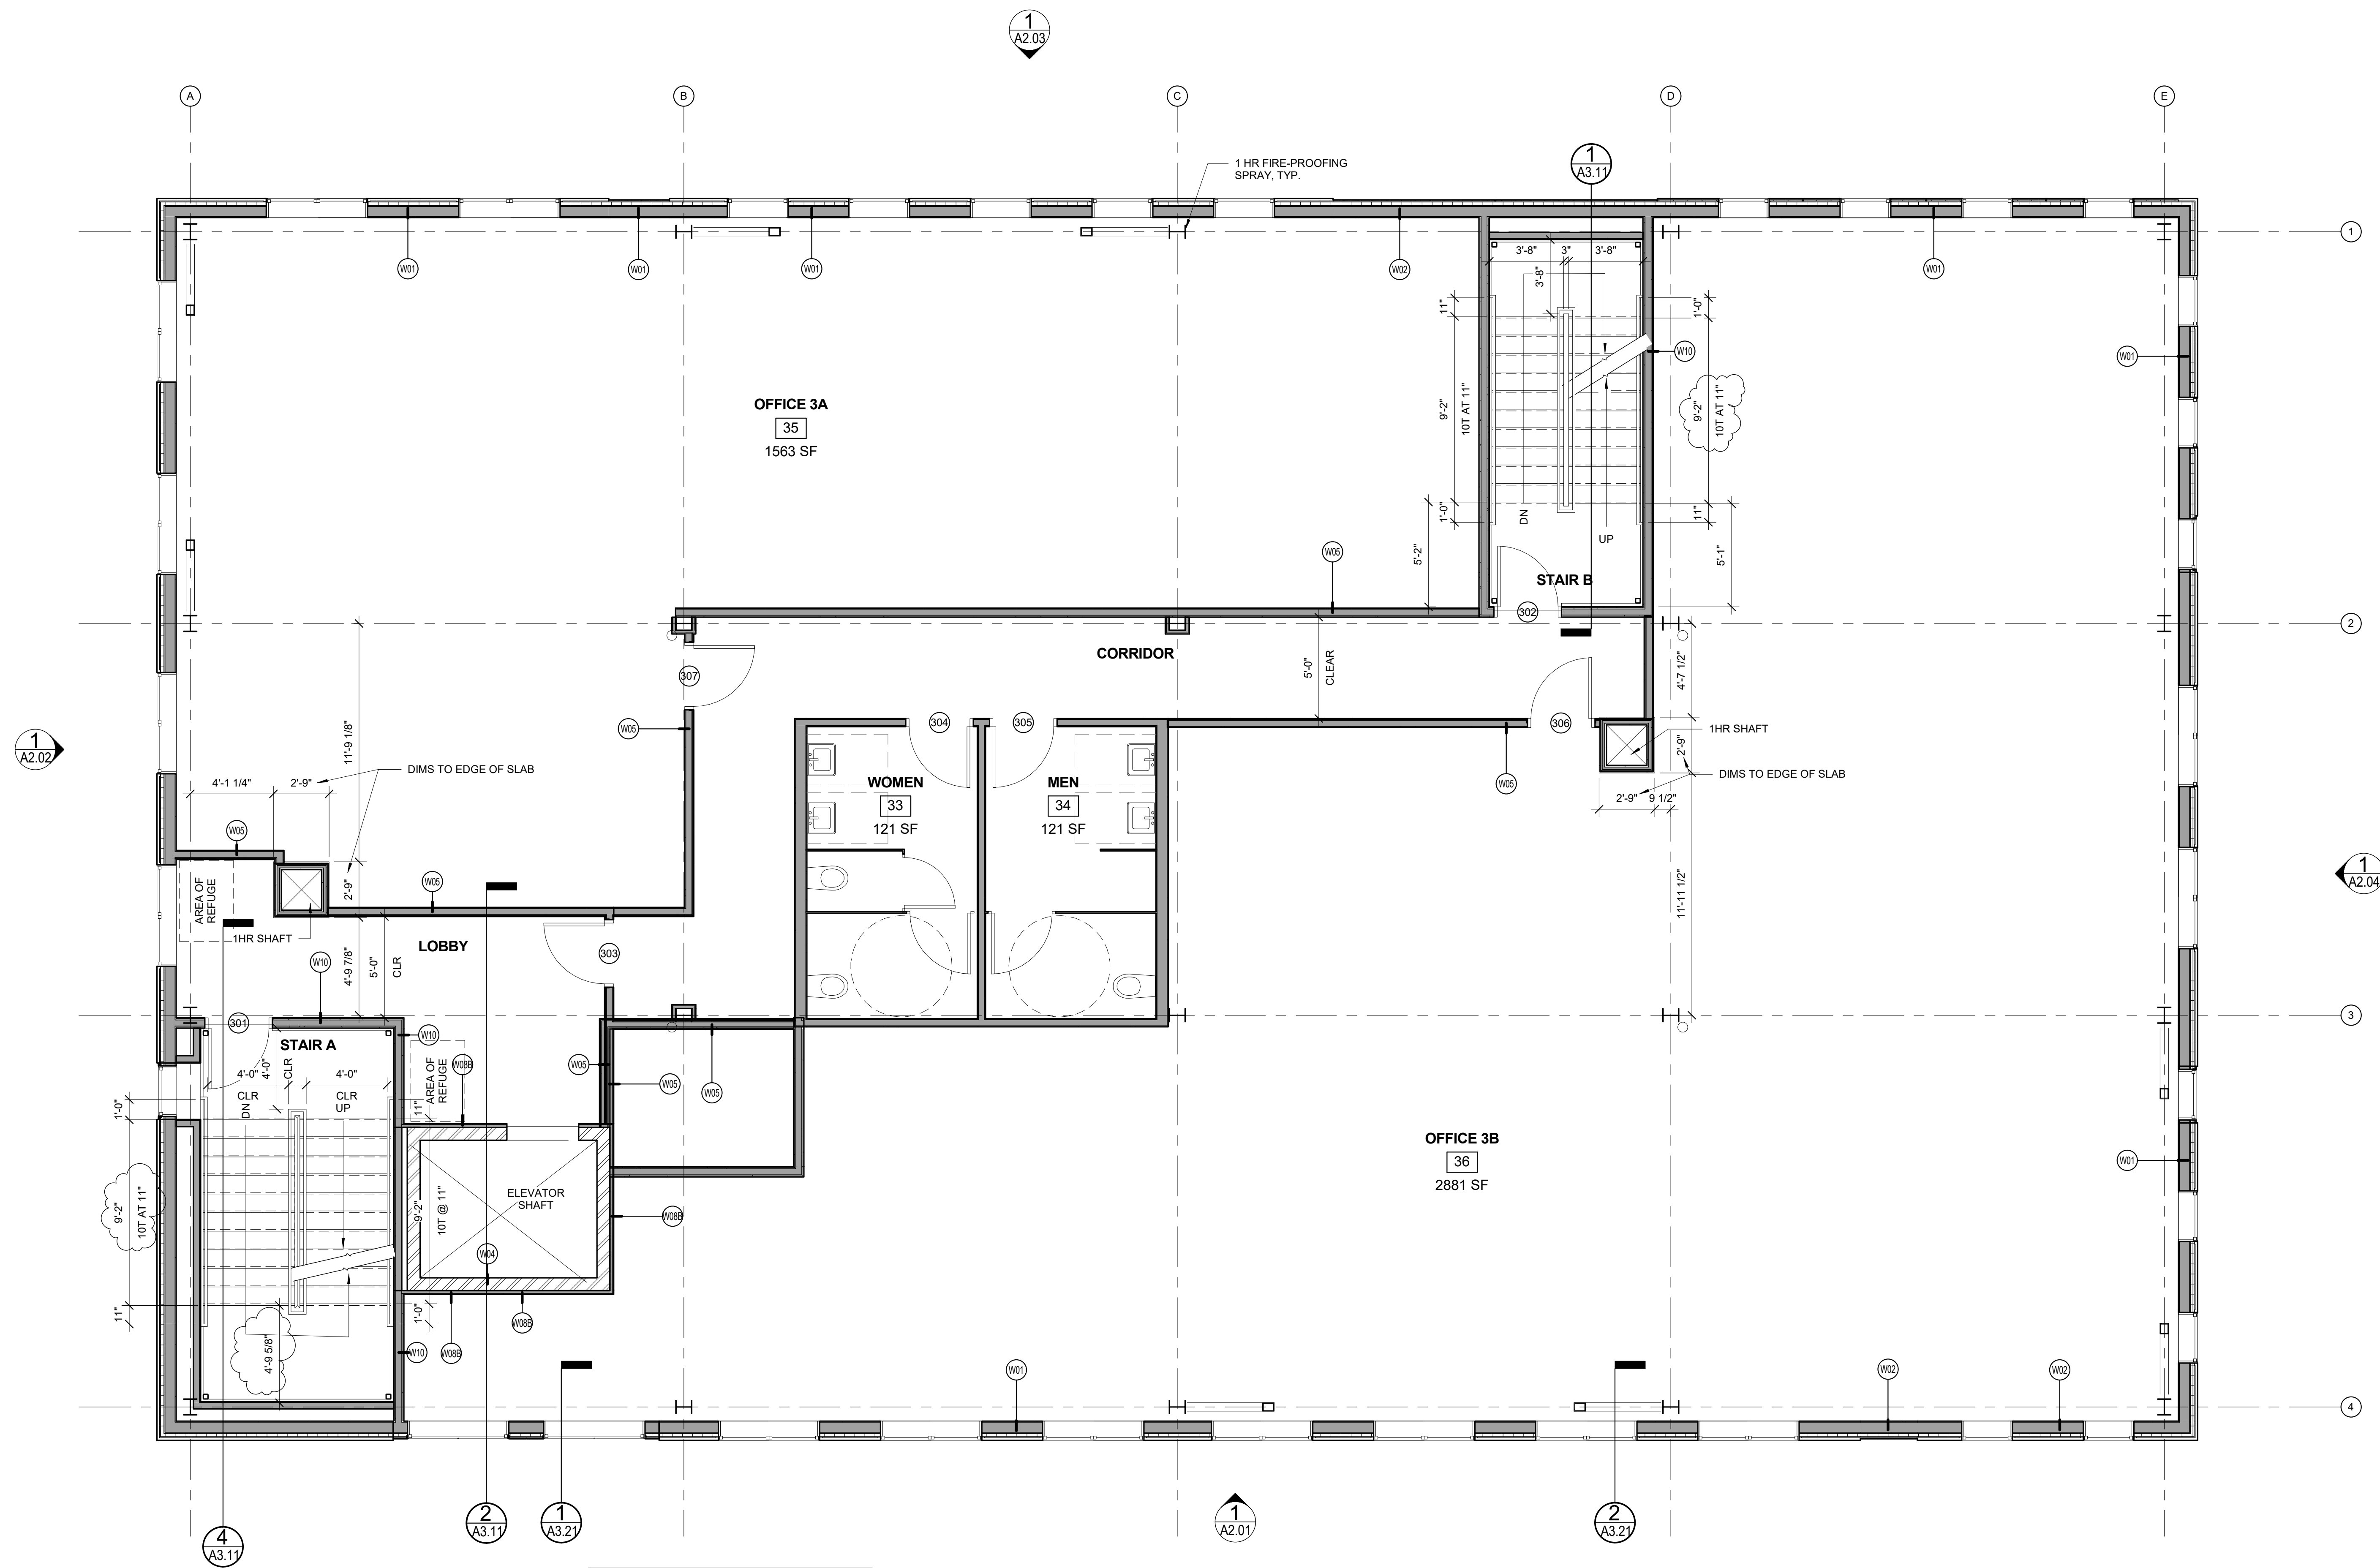 1
A2.03
A
B
C
D
E
1 HR FIRE-PROOFING
SPRAY, TYP.
1
A3.11
1
W01
W01
W01
W02
W01
3'-8"
3"
3'-8"
3'-8"
11"
1'-0"
W10
W01
OFFICE 3A
35
1563 SF
9'-2"
10T AT 11"
9'-2"
10T AT 11"
1'-0"
DN
11"
UP
5'-2"
W05
5'-1"
STAIR B
302
2
CORRIDOR
307
5'-0"
CLEAR
4'-7 1/2"
304
305
306
W05
11'-9 1/8"
1HR SHAFT
2'-9"
1
A2.02
DIMS TO EDGE OF SLAB
4'-1 1/4"
2'-9"
WOMEN
33
121 SF
MEN
34
121 SF
W05
DIMS TO EDGE OF SLAB
2'-9"
9 1/2"
W05
W05
2'-9"
AREA OF
REFUGE
1HR SHAFT
LOBBY
303
11'-11 1/2"
1
A2.04
W10
4'-9 7/8"
5'-0"
CLR
3
301
STAIR A
W10
4'-0"
CLR
4'-0"
CLR
DN
4'-0"
CLR
UP
11"
AREA OF
REFUGE
W08B
W05
W05
W05
1'-0"
9'-2"
10T AT 11"
11"
9'-2"
10T @ 11"
1'-0"
ELEVATOR
SHAFT
W04
W08B
W08B
W08B
W10
4'-9 5/8"
OFFICE 3B
36
2881 SF
W01
W01
W02
W02
4
4
A3.11
2
A3.11
1
A3.21
1
A2.01
2
A3.21